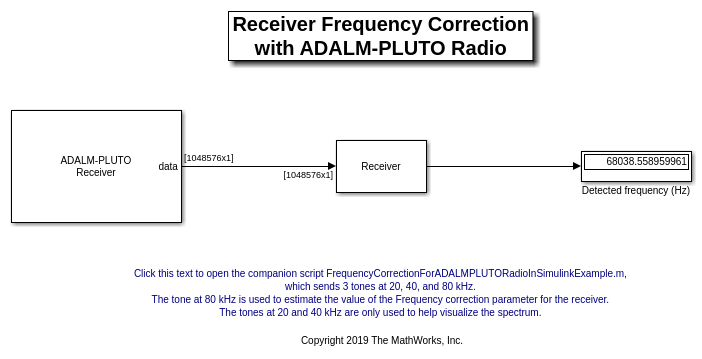 Receiver Frequency Correction
with ADALM-PLUTO Radio
ADALM-PLUTO
Receiver
data
[1048576x1]
[1048576x1]
Receiver
68038.558959961
Detected frequency (Hz)
Click this text to open the companion script FrequencyCorrectionForADALMPLUTORadioInSimulinkExample.m,
which sends 3 tones at 20, 40, and 80 kHz.
The tone at 80 kHz is used to estimate the value of the Frequency correction parameter for the receiver.
The tones at 20 and 40 kHz are only used to help visualize the spectrum.
Copyright 2019 The MathWorks, Inc.